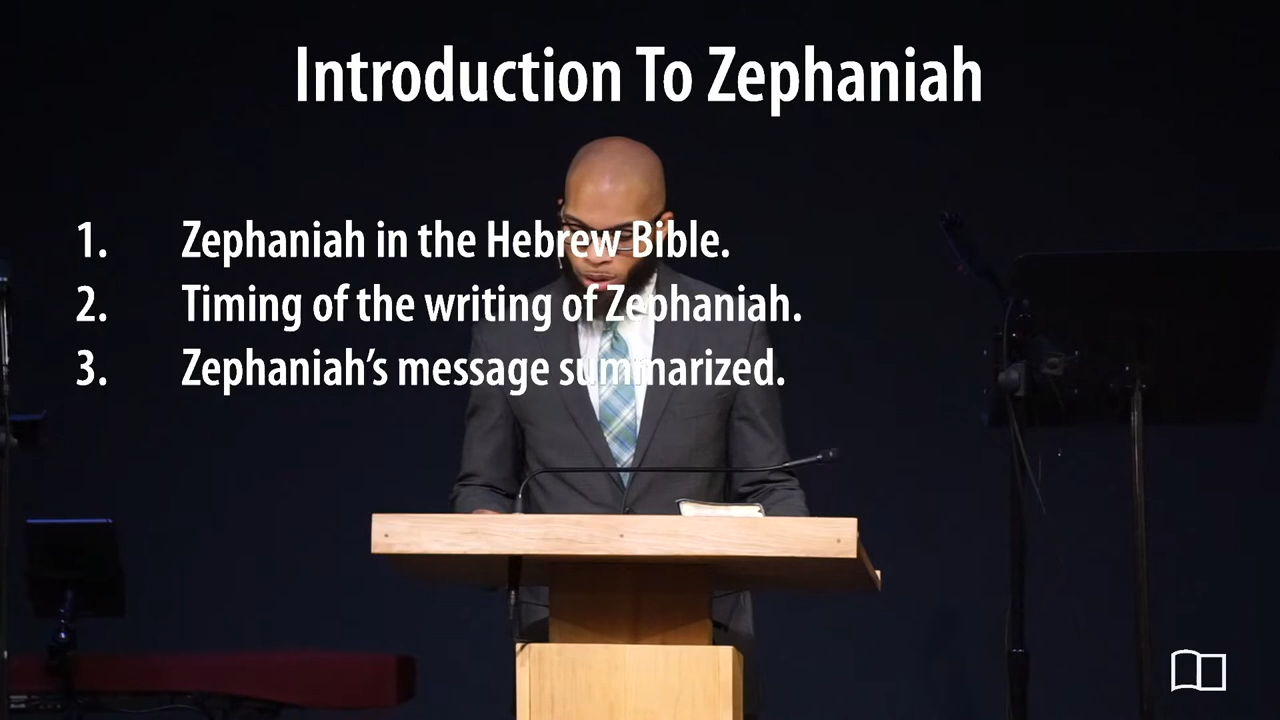 Introduction To Zephaniah
1. Zephaniah in the Hebrew Bible.
2. Timing of the writing of Zephaniah.
3. Zephaniah’s message summarized.